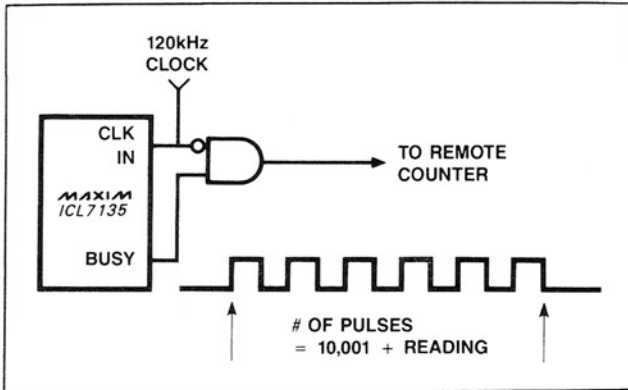 120kHz
CLOCK
CLK
IN
MAXIM
ICL7135
BUSY
TO REMOTE
COUNTER
# OF PULSES
= 10,001 + READING